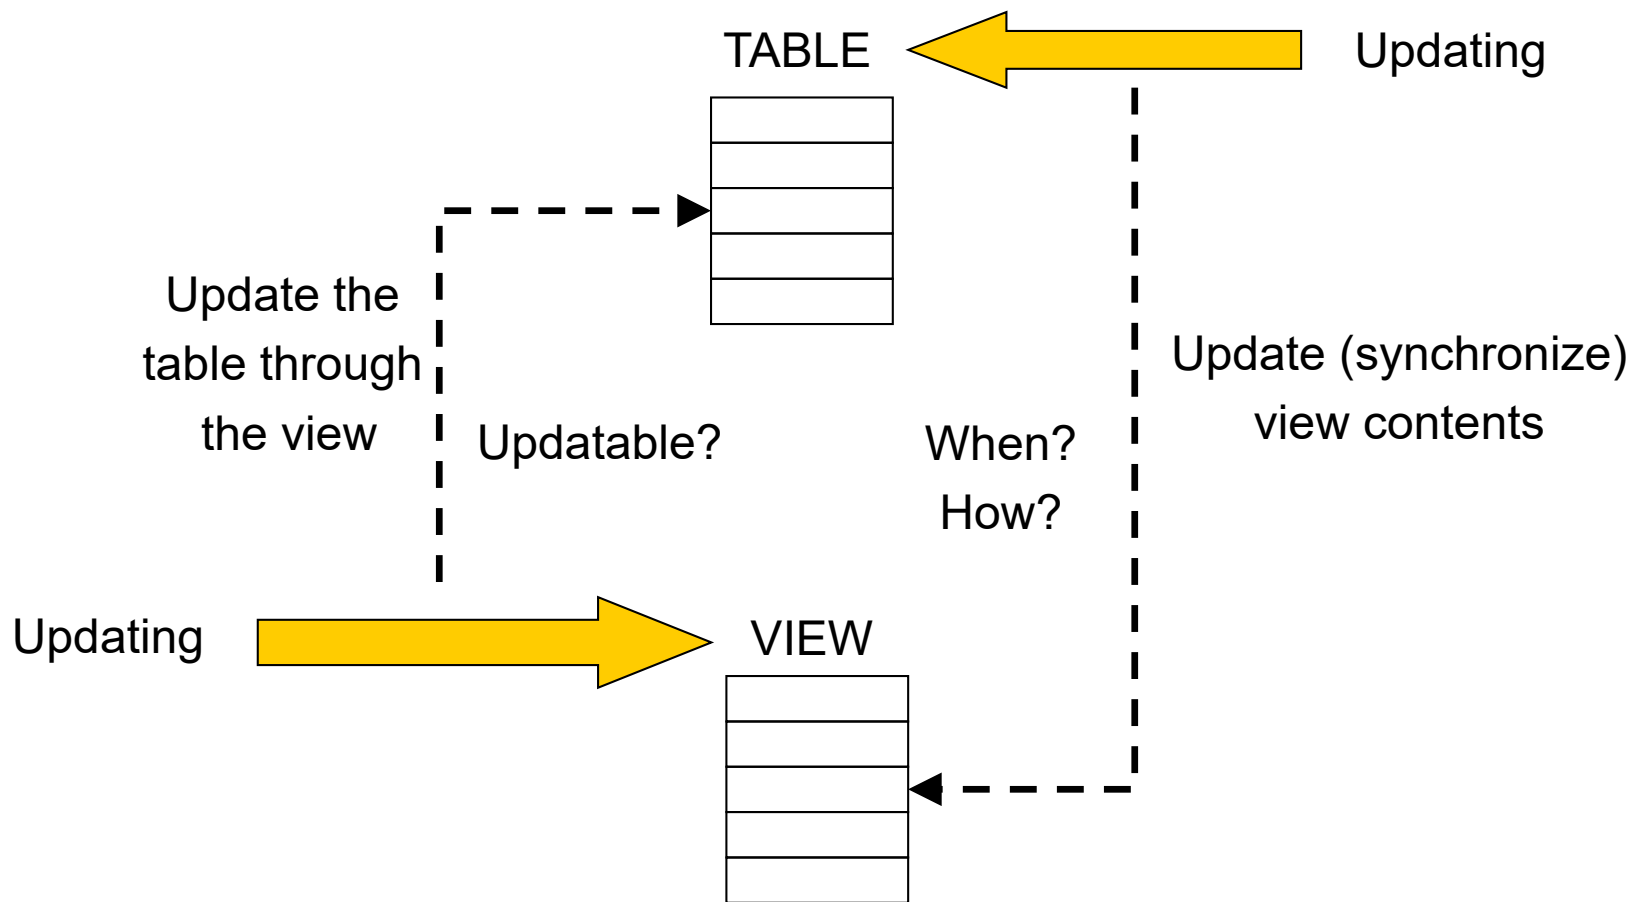 TABLE
Updating
Update the
table through
the view
Updatable?
When?
How?
Update (synchronize)
view contents
Updating
VIEW